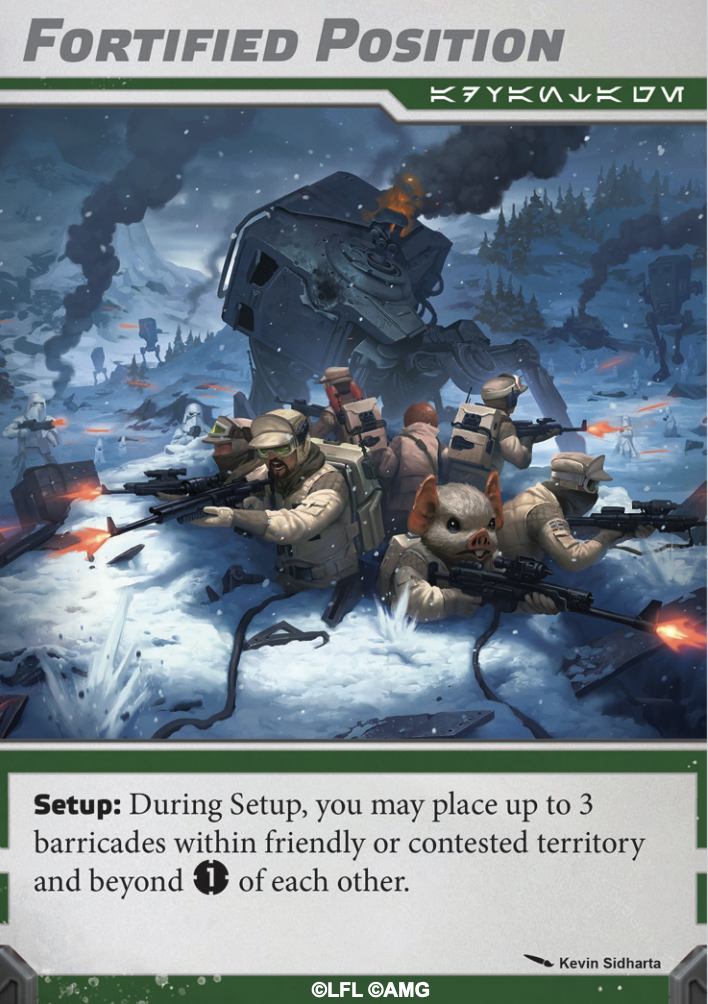 Fortified Position
Setup: During Setup, you may place up to 3
barricades within friendly or contested territory
and beyond 1 of each other.
Kevin Sidharta
©LFL ©AMG